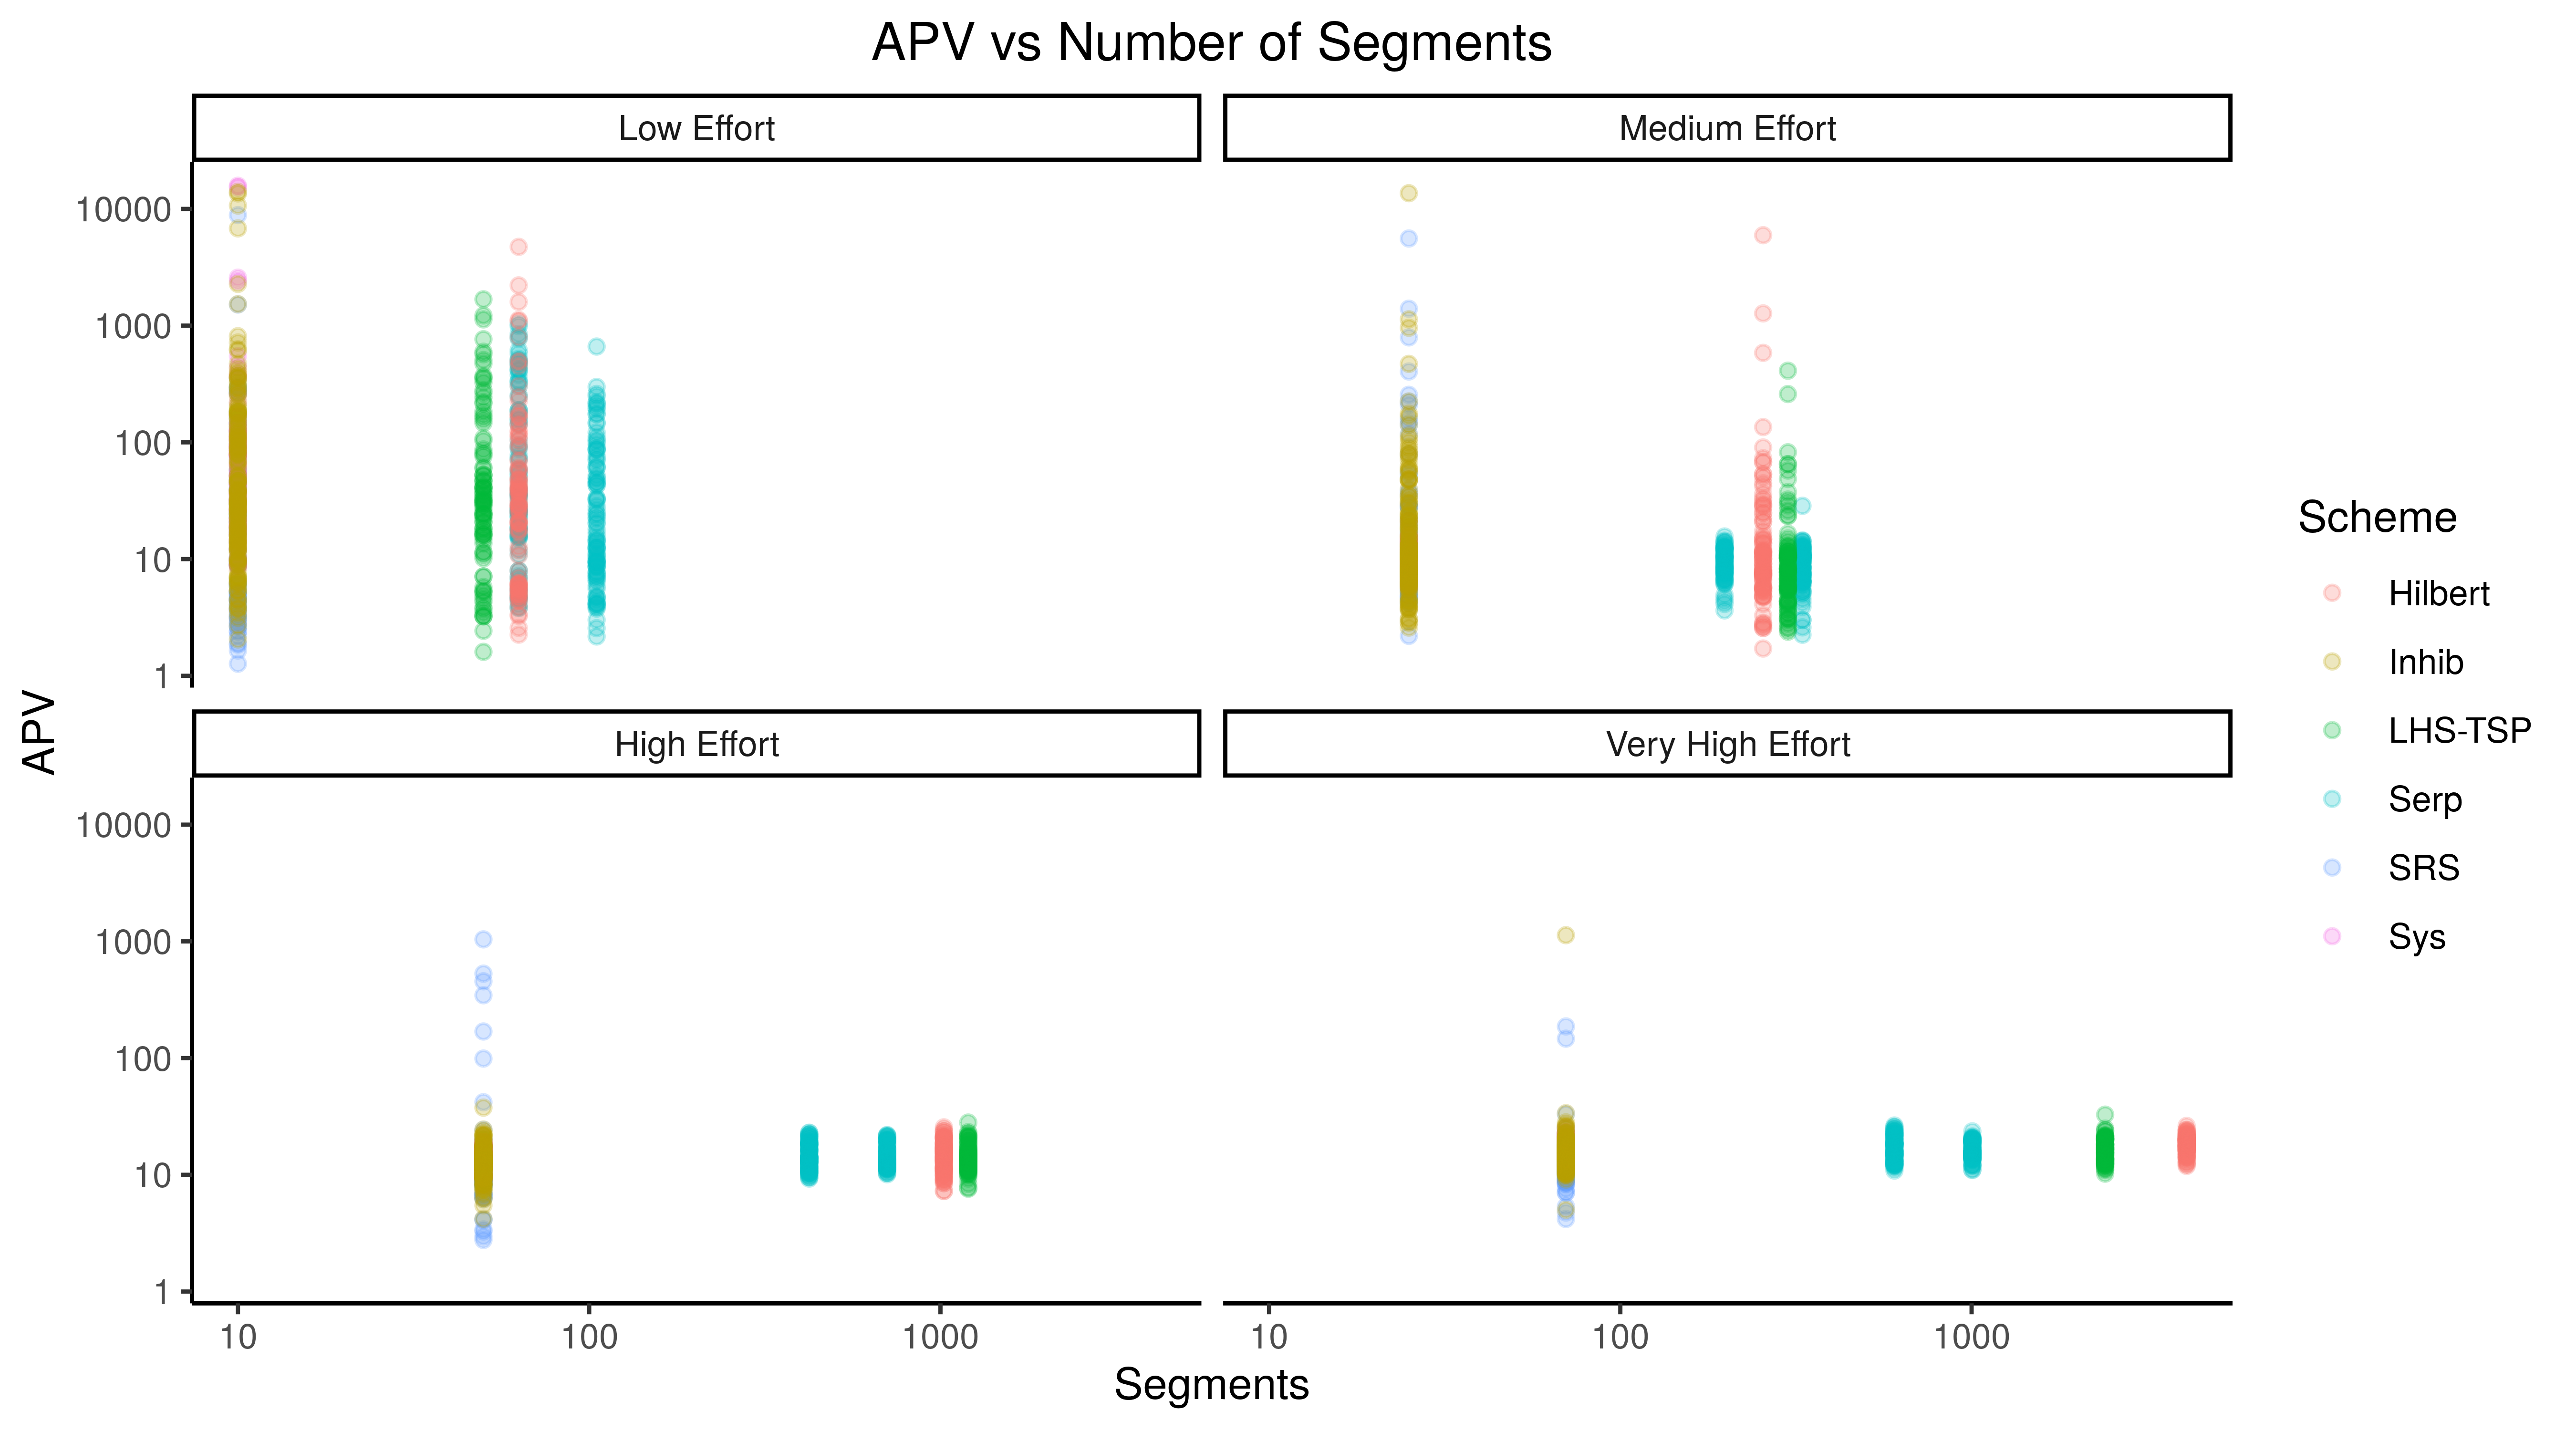 APV vs Number of Segments
Low Effort
Medium Effort
10000
1000
100
10
1
High Effort
Very High Effort
10000
1000
100
10
1
10 100 1000
10 100 1000
Segments
APV
Scheme
Hilbert
Inhib
LHS-TSP
Serp
SRS
Sys